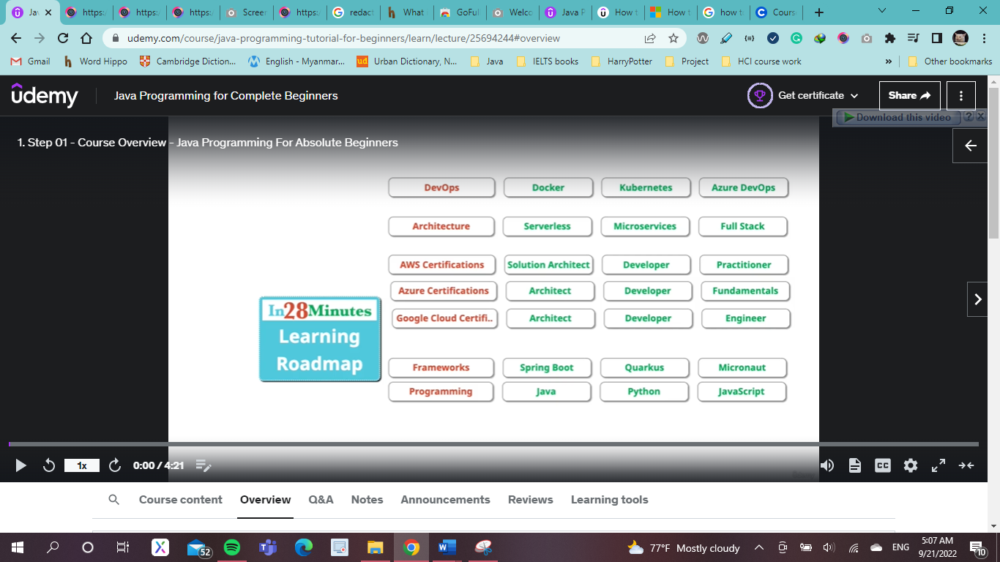 Jav
https:
https:
https:
Screer
https:
redact
What
GoFul
Welco
Java P
How t
How t
how t
Cours
udemy.com/course/java-programming-tutorial-for-beginners/learn/lecture/25694244#overview
Gmail
Word Hippo
Cambridge Diction...
English - Myanmar...
ud
Urban Dictionary, N...
Java
IELTS books
HarryPotter
Project
HCI course work
»
Other bookmarks
ûdemy
Java Programming for Complete Beginners
Get certificate
Share
Download this video ? X
1. Step 01 - Course Overview - Java Programming For Absolute Beginners
DevOps Docker Kubernetes Azure DevOps
Architecture Serverless Microservices Full Stack
AWS Certifications Solution Architect Developer Practitioner
Azure Certifications Architect Developer Fundamentals
Google Cloud Certifi.. Architect Developer Engineer
In28Minutes
Learning
Roadmap
Frameworks Spring Boot Quarkus Micronaut
Programming Java Python JavaScript
1x
0:00 / 4:21
CC
Course content
Overview
Q&A
Notes
Announcements
Reviews
Learning tools
52
77°F Mostly cloudy
ENG
5:07 AM
9/21/2022
10